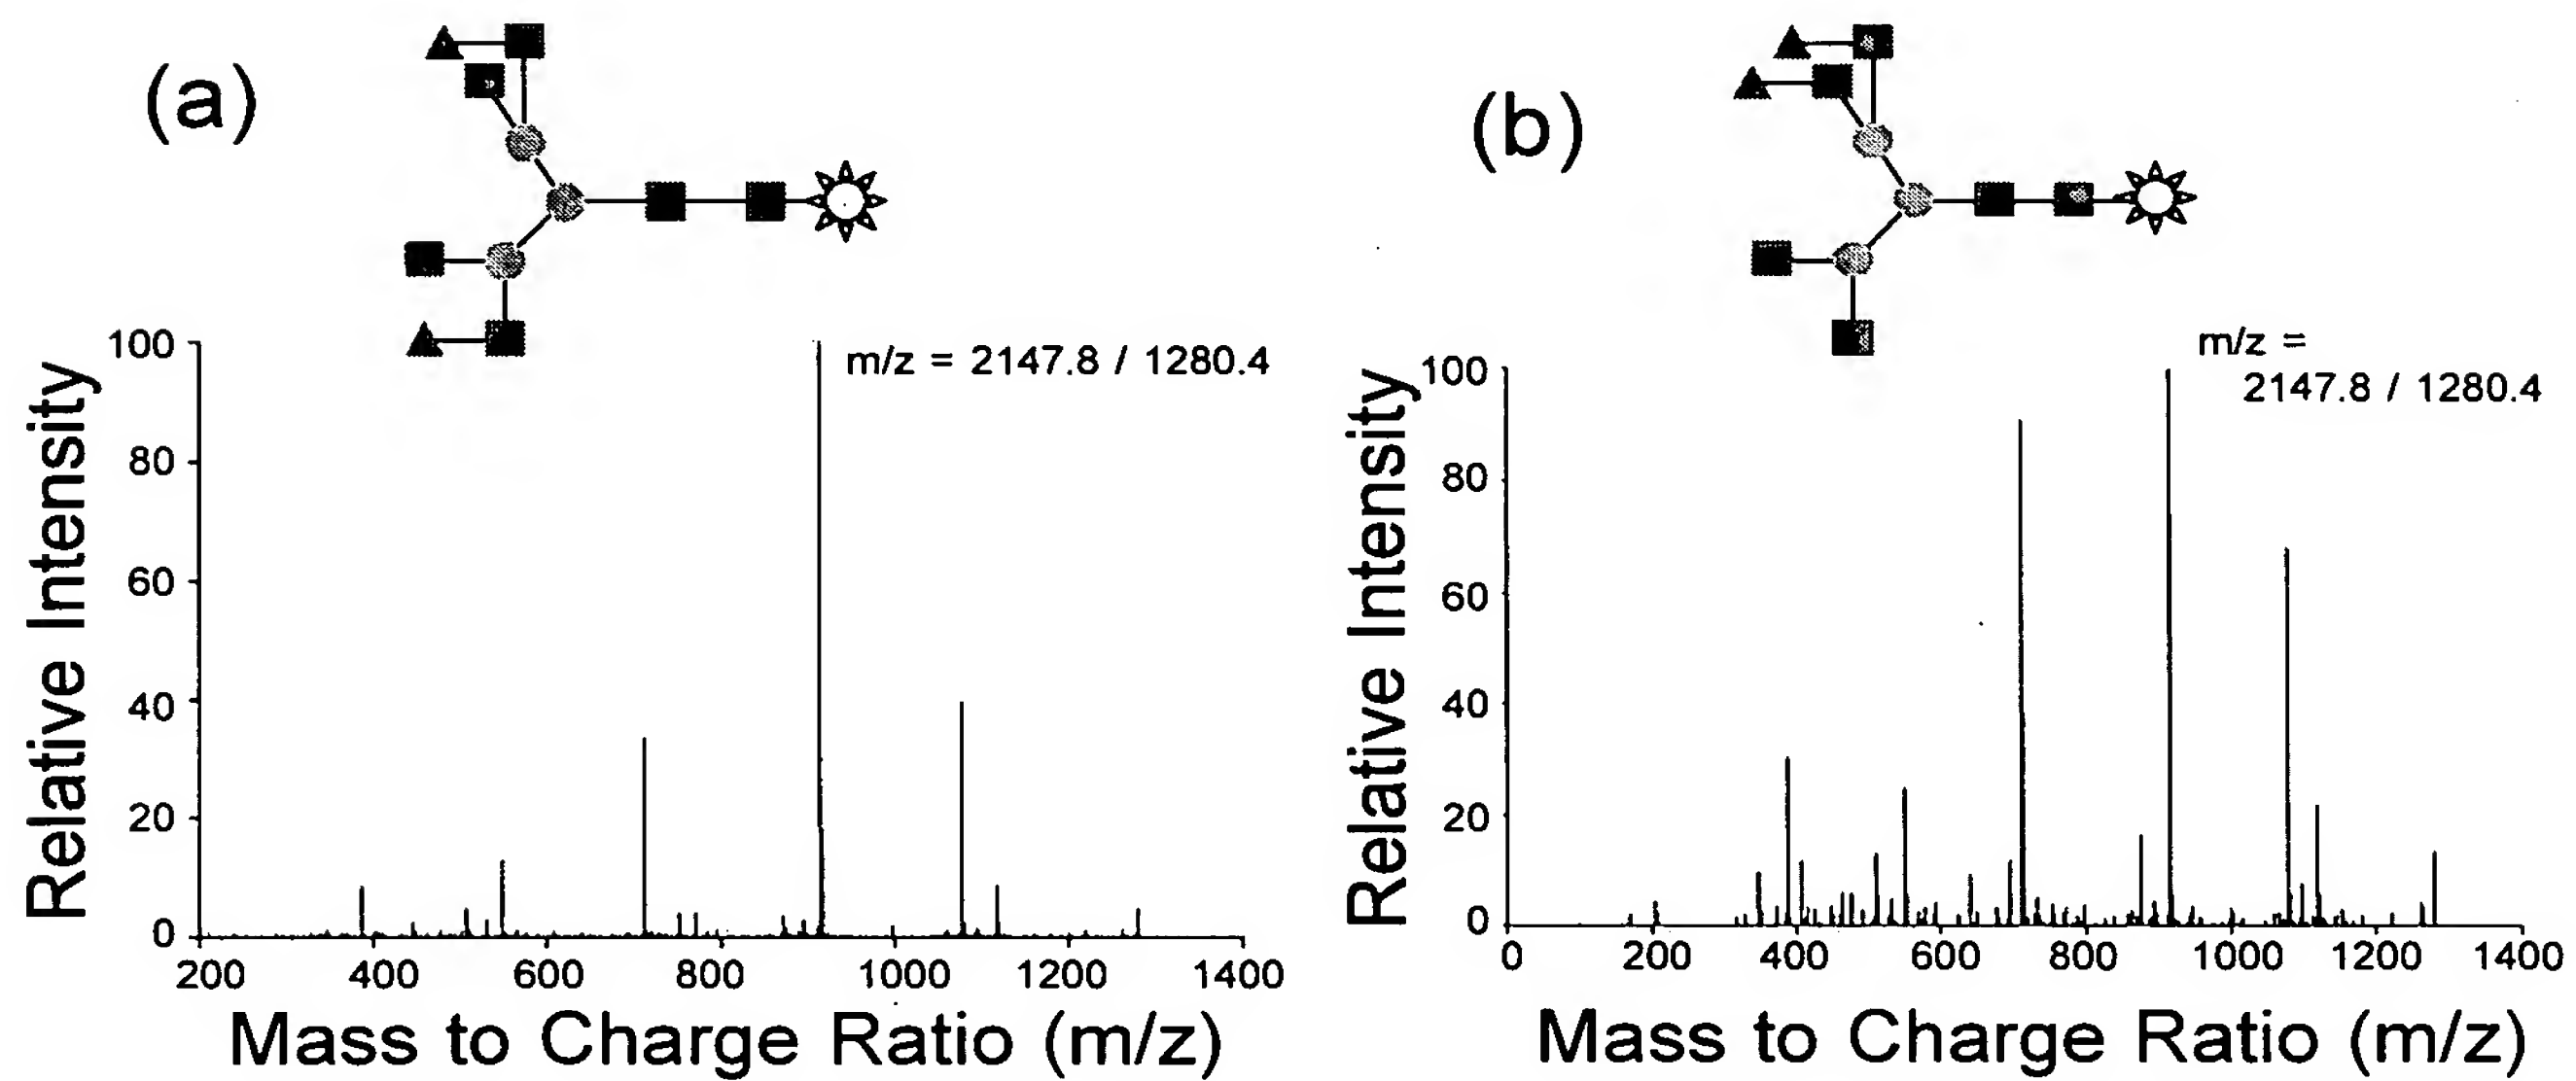 (a)
m/z = 2147.8 / 1280.4
100
80
60
40
20
0
Relative Intensity
200 400 600 800 1000 1200 1400
Mass to Charge Ratio (m/z)
(b)
m/z =
2147.8 / 1280.4
100
80
60
40
20
0
Relative Intensity
0 200 400 600 800 1000 1200 1400
Mass to Charge Ratio (m/z)